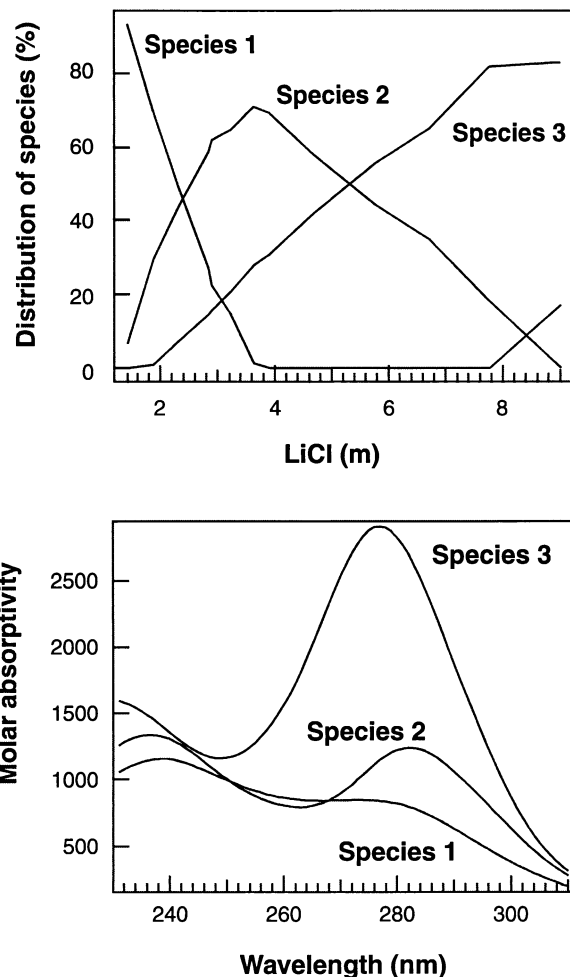 Distribution of species (%)
80
60
40
20
0
Species 1
Species 2
Species 3
2 4 6 8
LiCl (m)
Molar absorptivity
2500
2000
1500
1000
500
Species 3
Species 2
Species 1
240 260 280 300
Wavelength (nm)